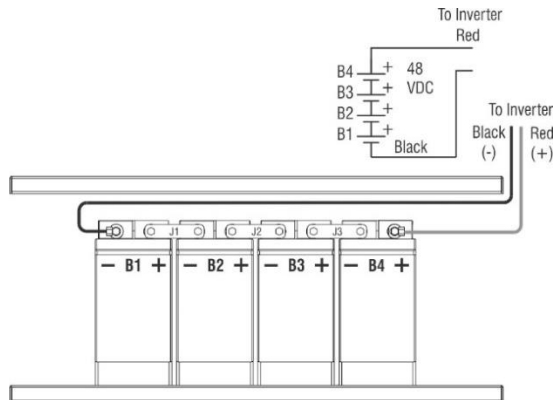 To Inverter
Red
B4 + 48
B3 + VDC
B2 +
B1 +
Black
To Inverter
Black Red
(-) (+)
J1 J2 J3
− B1 + − B2 + − B3 + − B4 +